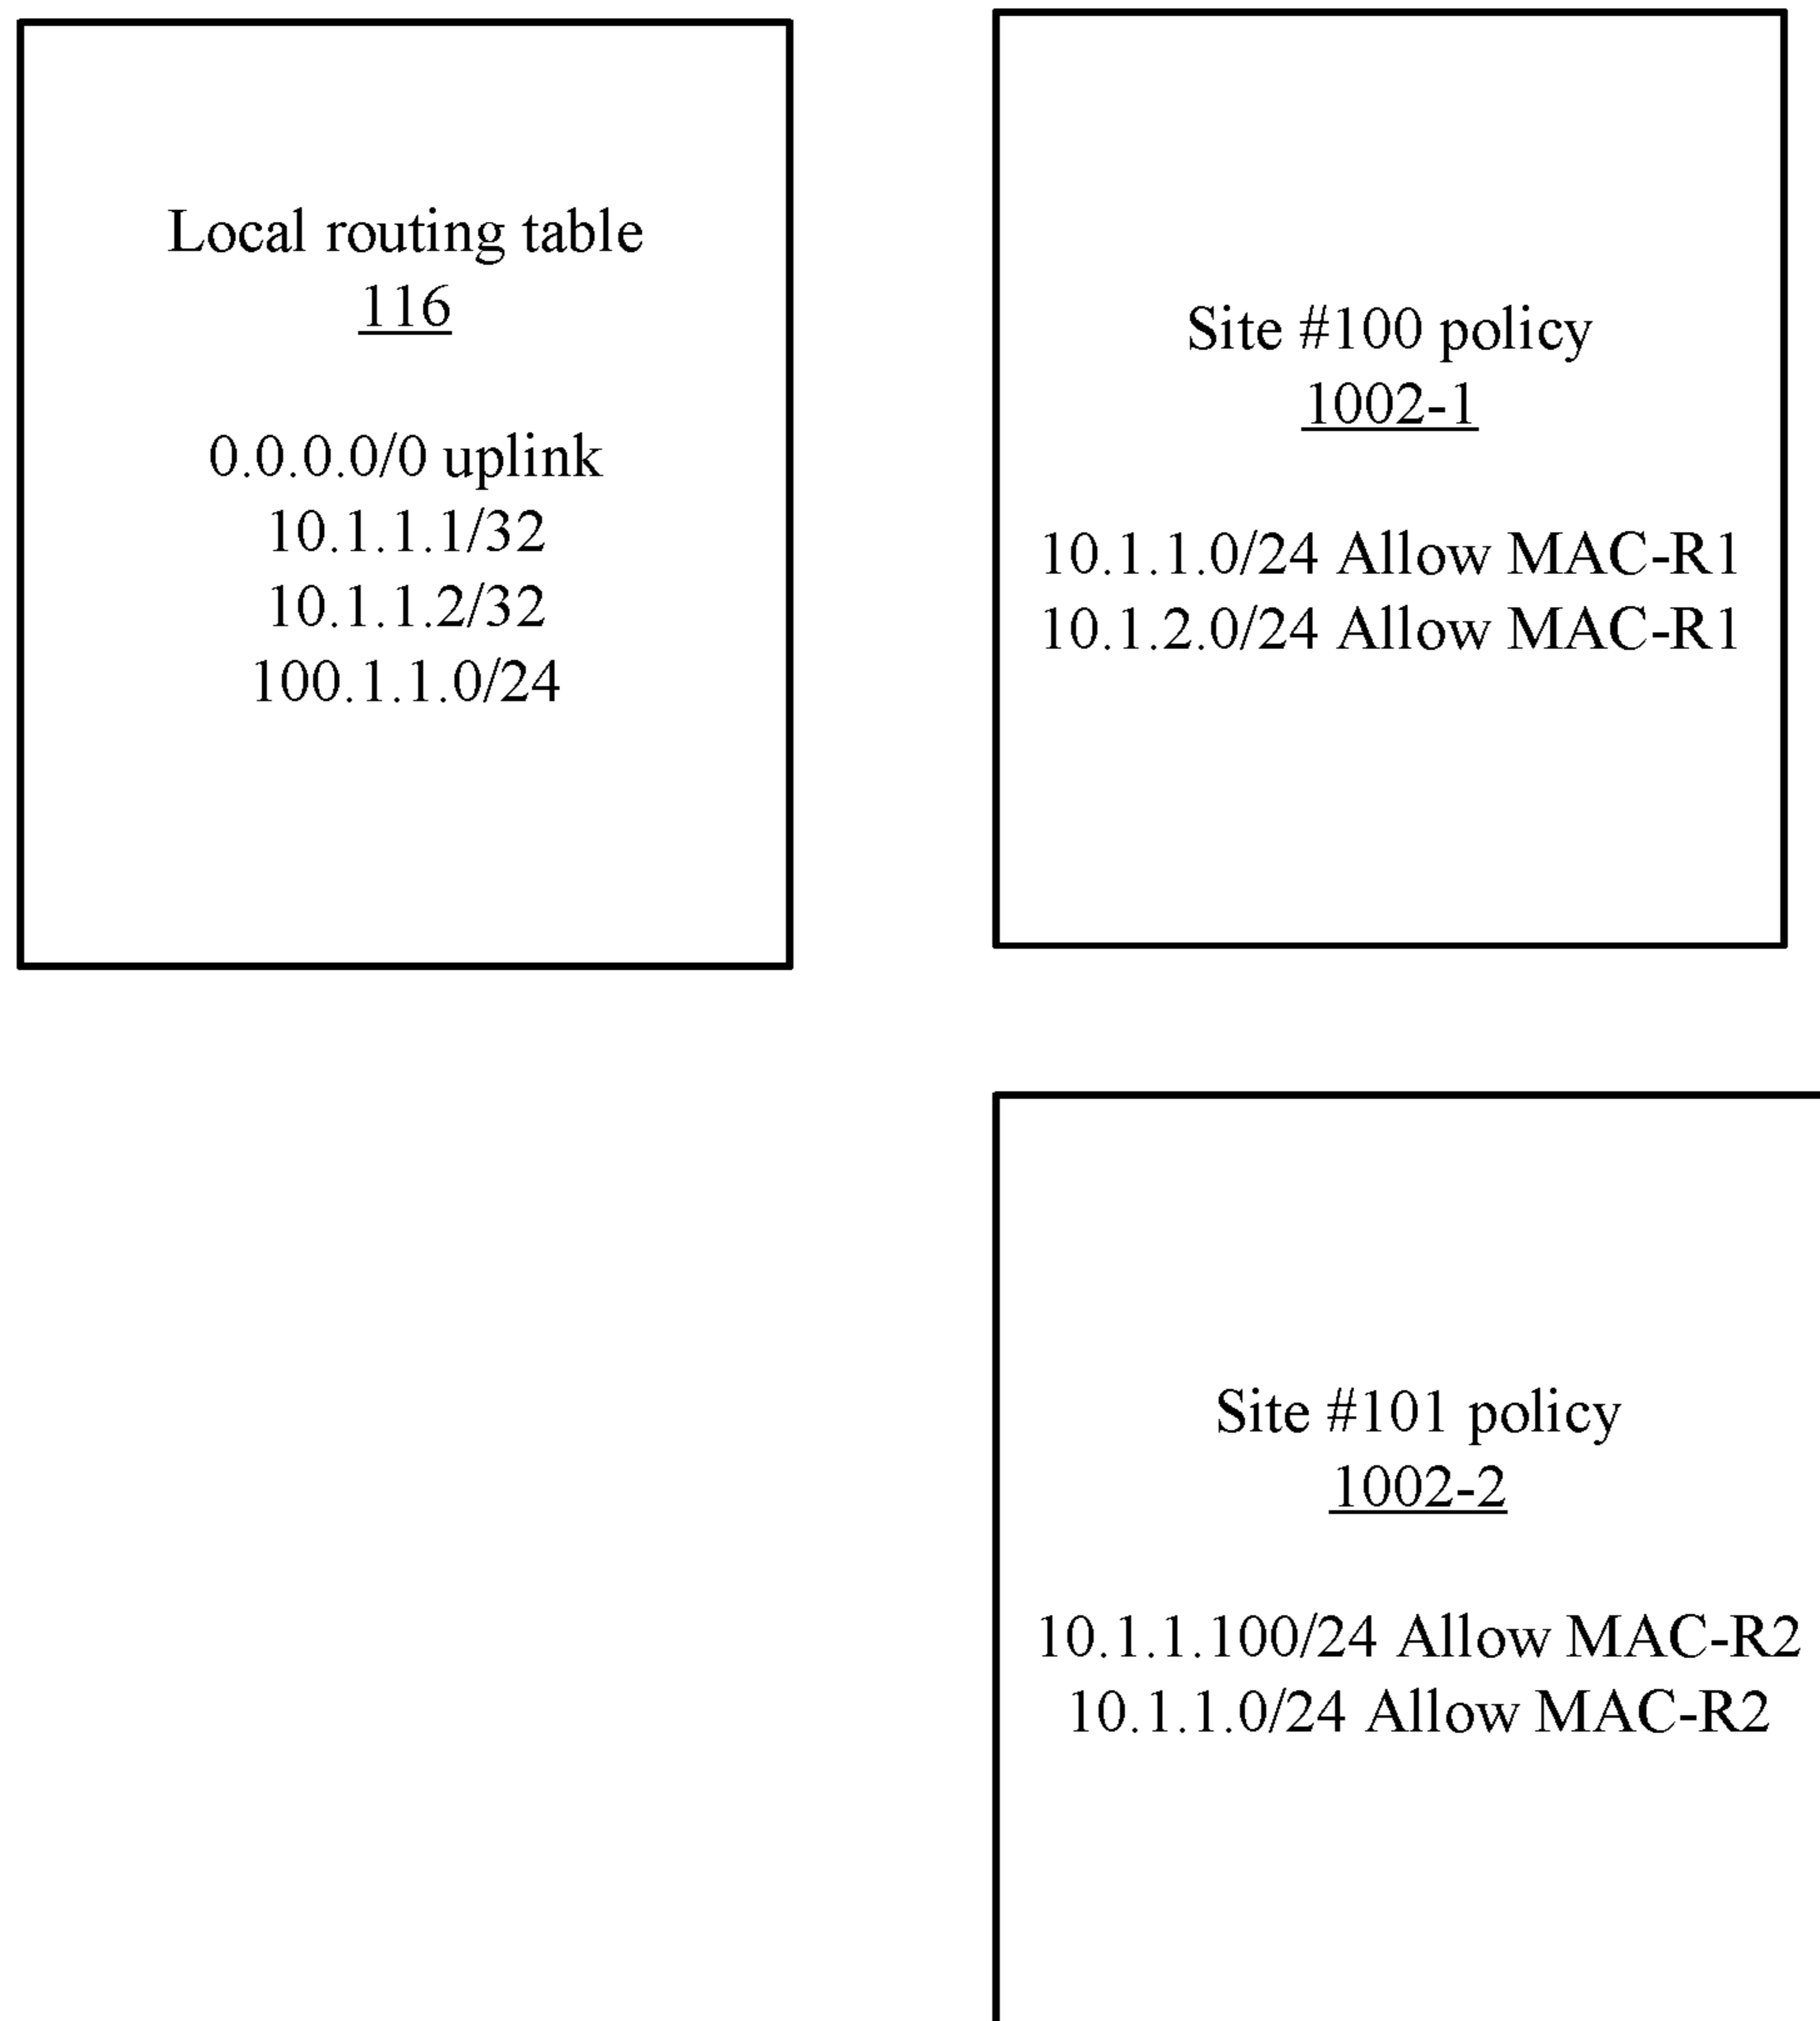 Local routing table
116
0.0.0.0/0 uplink
10.1.1.1/32
10.1.1.2/32
100.1.1.0/24
Site #100 policy
1002-1
10.1.1.0/24 Allow MAC-R1
10.1.2.0/24 Allow MAC-R1
Site #101 policy
1002-2
10.1.1.100/24 Allow MAC-R2
10.1.1.0/24 Allow MAC-R2